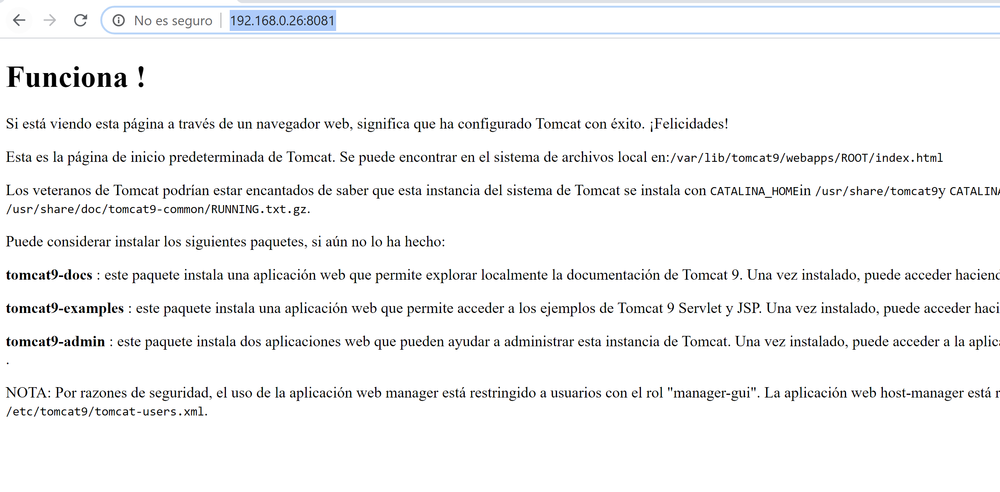 No es seguro | 192.168.0.26:8081
Funciona !
Si está viendo esta página a través de un navegador web, significa que ha configurado Tomcat con éxito. ¡Felicidades!
Esta es la página de inicio predeterminada de Tomcat. Se puede encontrar en el sistema de archivos local en:/var/lib/tomcat9/webapps/ROOT/index.html
Los veteranos de Tomcat podrían estar encantados de saber que esta instancia del sistema de Tomcat se instala con CATALINA_HOMEin /usr/share/tomcat9y CATALINA
/usr/share/doc/tomcat9-common/RUNNING.txt.gz.
Puede considerar instalar los siguientes paquetes, si aún no lo ha hecho:
tomcat9-docs : este paquete instala una aplicación web que permite explorar localmente la documentación de Tomcat 9. Una vez instalado, puede acceder haciend
tomcat9-examples : este paquete instala una aplicación web que permite acceder a los ejemplos de Tomcat 9 Servlet y JSP. Una vez instalado, puede acceder haci
tomcat9-admin : este paquete instala dos aplicaciones web que pueden ayudar a administrar esta instancia de Tomcat. Una vez instalado, puede acceder a la aplica
.
NOTA: Por razones de seguridad, el uso de la aplicación web manager está restringido a usuarios con el rol "manager-gui". La aplicación web host-manager está r
/etc/tomcat9/tomcat-users.xml.